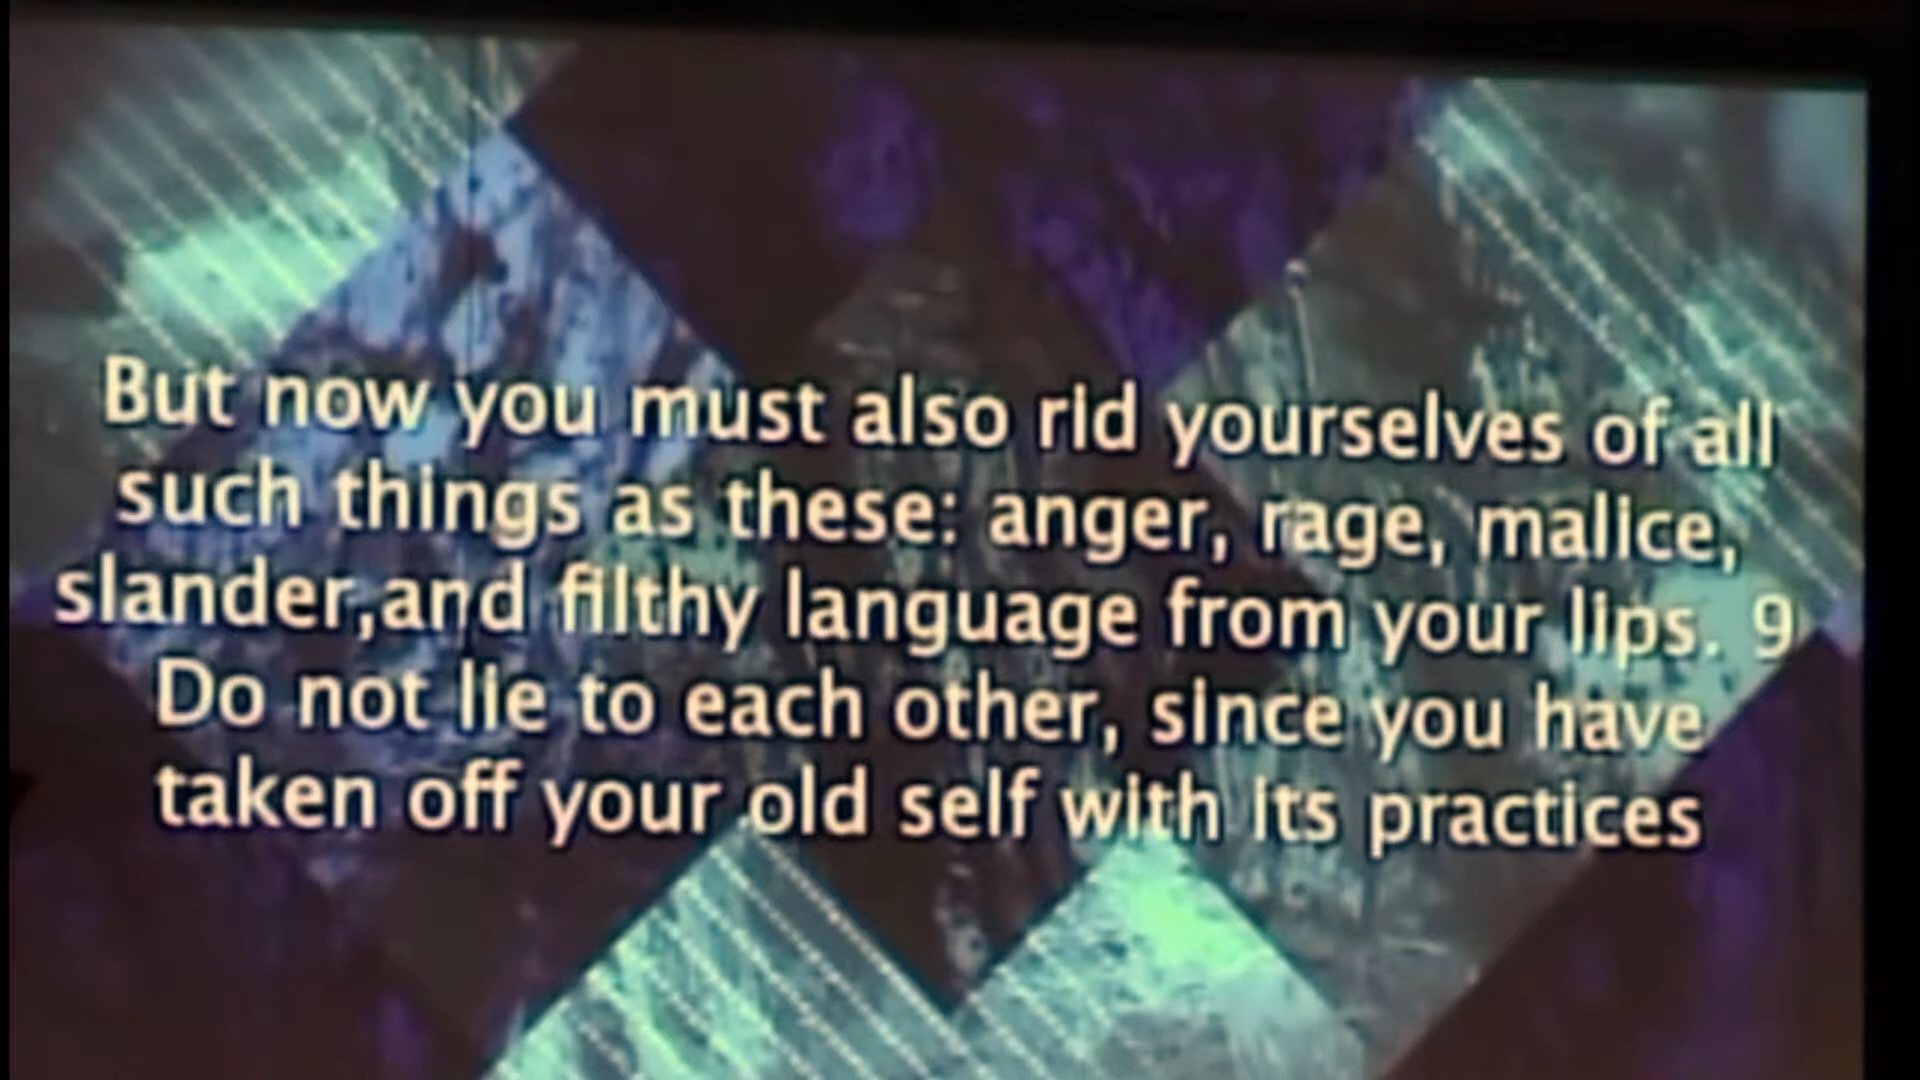 But now you must also rid yourselves of all
such things as these: anger, rage, malice,
slander,and filthy language from your lips. 9
Do not lie to each other, since you have
taken off your old self with its practices